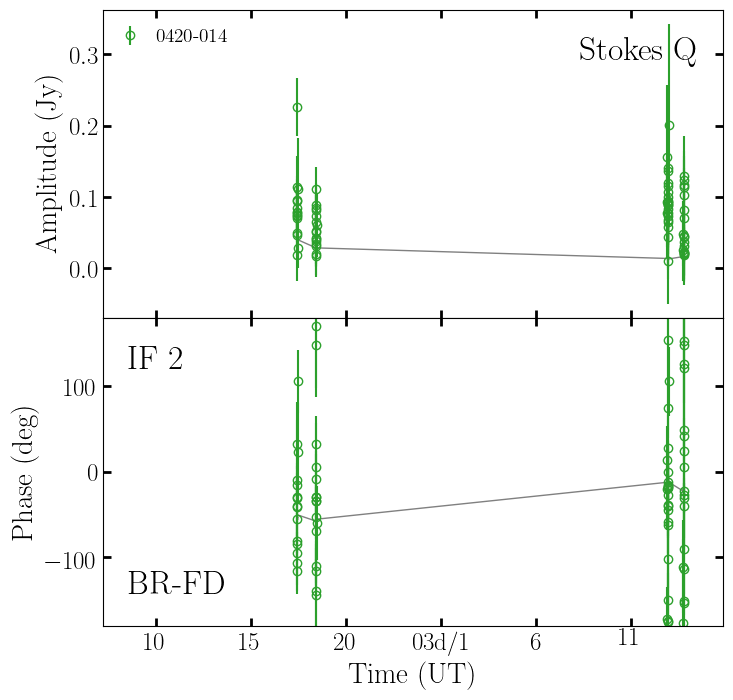 0420-014
Stokes Q
Amplitude (Jy)
0.3
0.2
0.1
0.0
IF 2
BR-FD
Phase (deg)
100
0
−100
10 15 20 03d/1 6 11
Time (UT)